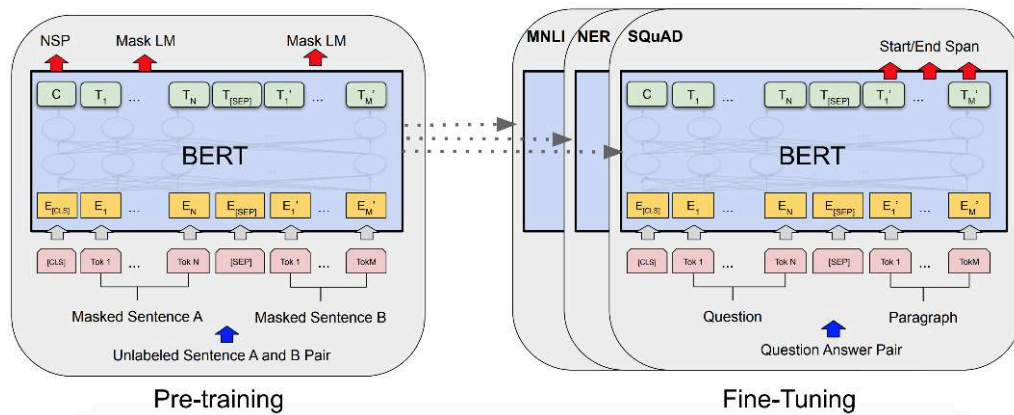 NSP Mask LM Mask LM
C T1 ... TN T[SEP] T1' ... TM'
BERT
E[CLS] E1 ... EN E[SEP] E1' ... EM'
[CLS] Tok 1 ... Tok N [SEP] Tok 1 ... TokM
Masked Sentence A Masked Sentence B
Unlabeled Sentence A and B Pair
Pre-training
MNLI NER SQuAD
Start/End Span
C T1 ... TN T[SEP] T1' ... TM'
BERT
E[CLS] E1 ... EN E[SEP] E1' ... EM'
[CLS] Tok 1 ... Tok N [SEP] Tok 1 ... TokM
Question Paragraph
Question Answer Pair
Fine-Tuning